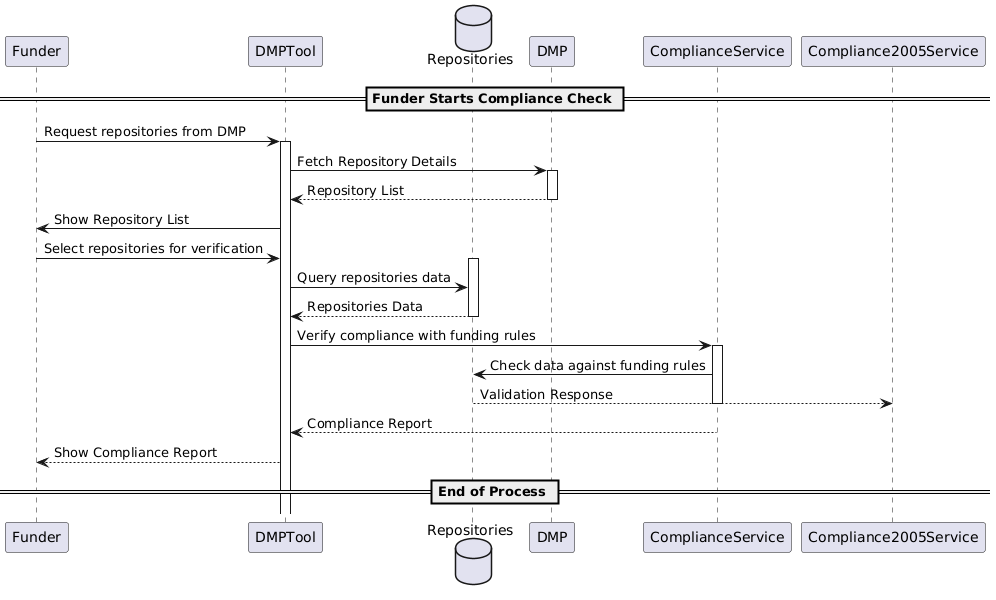 Funder
DMPTool
Repositories
DMP
ComplianceService
Compliance2005Service
Funder Starts Compliance Check
Request repositories from DMP
Fetch Repository Details
Repository List
Show Repository List
Select repositories for verification
Query repositories data
Repositories Data
Verify compliance with funding rules
Check data against funding rules
Validation Response
Compliance Report
Show Compliance Report
End of Process
Funder
DMPTool
Repositories
DMP
ComplianceService
Compliance2005Service